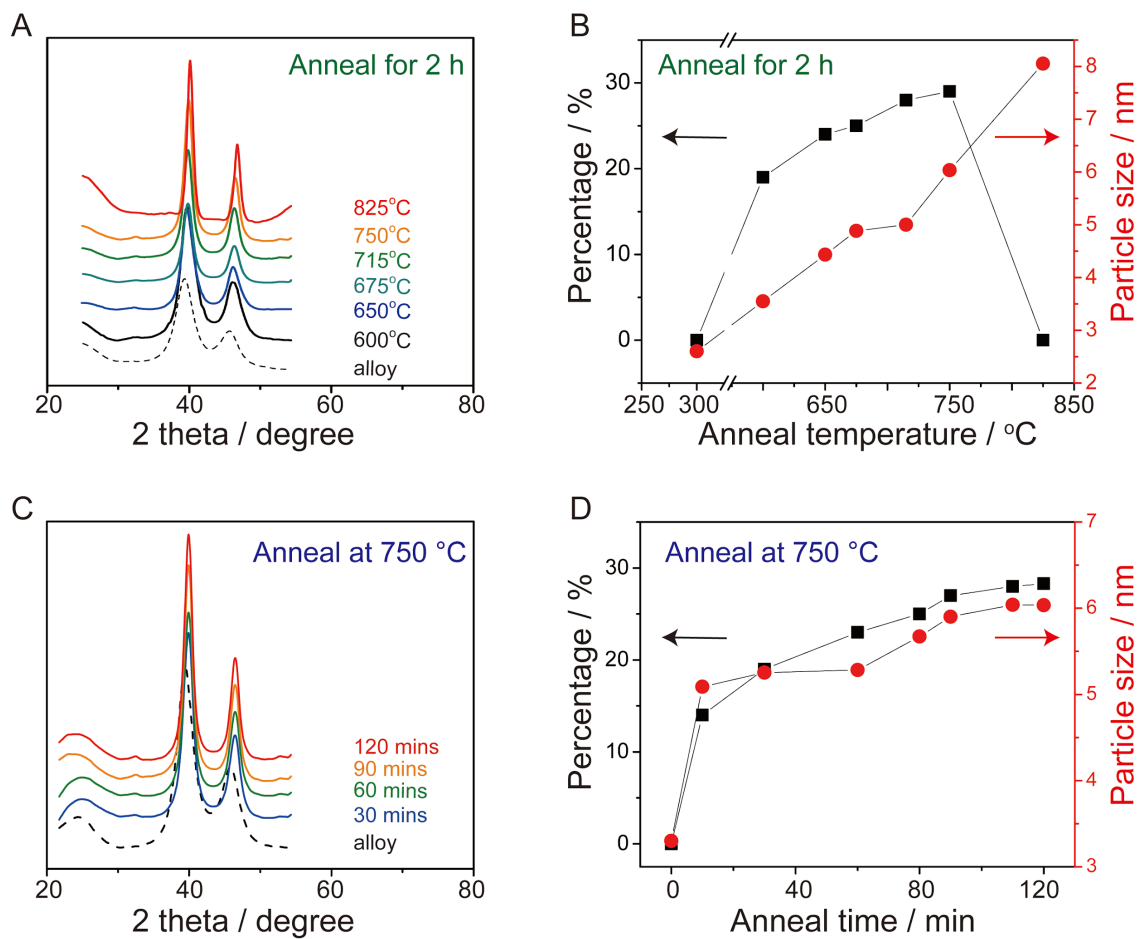 A
Anneal for 2 h
825°C
750°C
715°C
675°C
650°C
600°C
alloy
20
40
60
80
2 theta / degree
B
Anneal for 2 h
Percentage / %
30
20
10
0
Particle size / nm
8
7
6
5
4
3
2
250
300
650
750
850
Anneal temperature / °C
C
Anneal at 750 °C
120 mins
90 mins
60 mins
30 mins
alloy
20
40
60
80
2 theta / degree
D
Anneal at 750 °C
Percentage / %
30
20
10
0
Particle size / nm
7
6
5
4
3
0
40
80
120
Anneal time / min